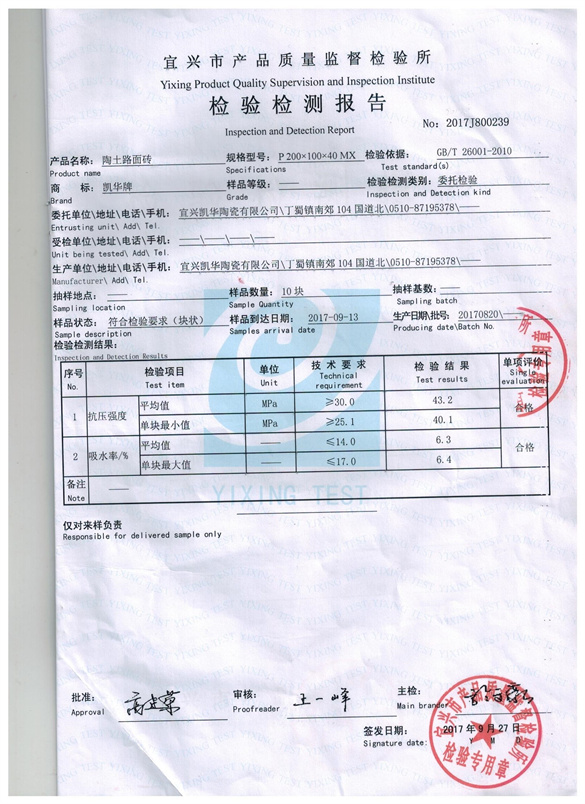 宜兴市产品质量监督检验所
Yixing Product Quality Supervision and Inspection Institute
检验检测报告
Inspection and Detection Report
No: 2017J800239
产品名称: 陶土路面砖 规格型号: P 200×100×40 MX 检验依据: GB/T 26001-2010
Product name Specifications Test standard(s)
商 标: 凯华牌 样品等级: —— 检验检测类别: 委托检验
Brand Grade Inspection and Detection kind
委托单位\地址\电话\手机: 宜兴凯华陶瓷有限公司\丁蜀镇南郊 104 国道北\0510-87195378\——
Entrusting unit\ Add\ Tel.
受检单位\地址\电话\手机: ——\——\——\——
Unit being tested\ Add\ Tel.
生产单位\地址\电话\手机: 宜兴凯华陶瓷有限公司\丁蜀镇南郊 104 国道北\0510-87195378\——
Manufacturer\ Add\ Tel.
抽样地点: —— 样品数量: 10 块 抽样基数: ——
Sampling location Sample Quantity Sampling batch
样品状态: 符合检验要求（块状） 样品到达日期: 2017-09-13 生产日期\批号: 20170820\——
Sample description Samples arrival date Producing date\Batch No.
检验检测结果:
Inspection and Detection Results
序号 检验项目 单位 技 术 要 求 检 验 结 果 单项评价
No. Test item Unit Technical requirement Test results Single evaluation
1 抗压强度 平均值 MPa ≥30.0 43.2 合格
单块最小值 MPa ≥25.1 40.1
2 吸水率/% 平均值 —— ≤14.0 6.3 合格
单块最大值 —— ≤17.0 6.4
备注 ——
Note
YIXING TEST
仅对来样负责
Responsible for delivered sample only
批准: 审核: 王一峰 主检:
Approval Proofreader Main brander
签发日期: 2017 年 9 月 27 日
Signature date: Y M D
宜兴市产品质量监督检验所
检验专用章